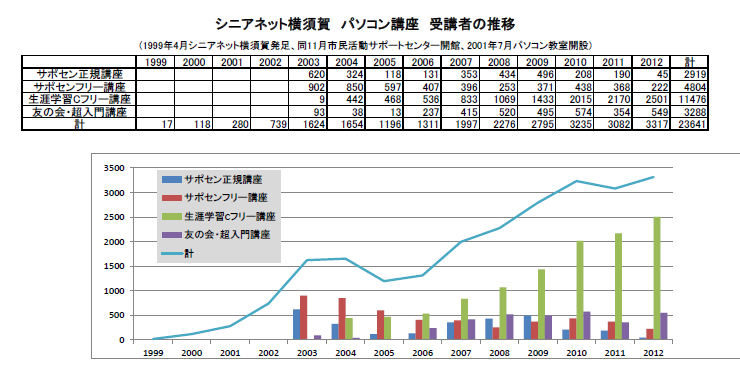 シニアネット横須賀　パソコン講座　受講者の推移
（1999年4月シニアネット横須賀発足、同11月市民活動サポートセンター開館、2001年7月パソコン教室開設）
1999 2000 2001 2002 2003 2004 2005 2006 2007 2008 2009 2010 2011 2012 計
サポセン正規講座 620 324 118 131 353 434 496 208 190 45 2919
サポセンフリー講座 902 850 597 407 396 253 371 438 368 222 4804
生涯学習Cフリー講座 9 442 468 536 833 1069 1433 2015 2170 2501 11476
友の会・超入門講座 93 38 13 237 415 520 495 574 354 549 3288
計 17 118 280 739 1624 1654 1196 1311 1997 2276 2795 3235 3082 3317 23641
3500
3000
2500
2000
1500
1000
500
0
サポセン正規講座
サポセンフリー講座
生涯学習cフリー講座
友の会・超入門講座
計
1999 2000 2001 2002 2003 2004 2005 2006 2007 2008 2009 2010 2011 2012